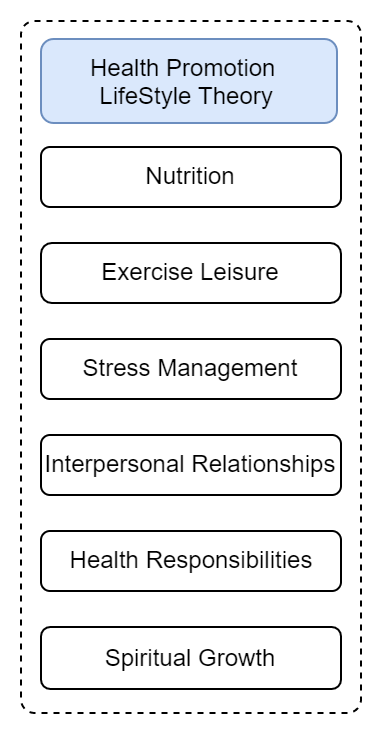 Health Promotion
LifeStyle Theory
Nutrition
Exercise Leisure
Stress Management
Interpersonal Relationships
Health Responsibilities
Spiritual Growth